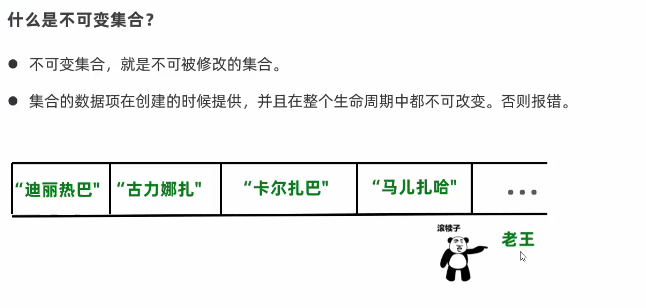 什么是不可变集合？
● 不可变集合，就是不可被修改的集合。
● 集合的数据项在创建的时候提供，并且在整个生命周期中都不可改变。否则报错。
“迪丽热巴" “古力娜扎" “卡尔扎巴" “马儿扎哈" ...
滚犊子
老王